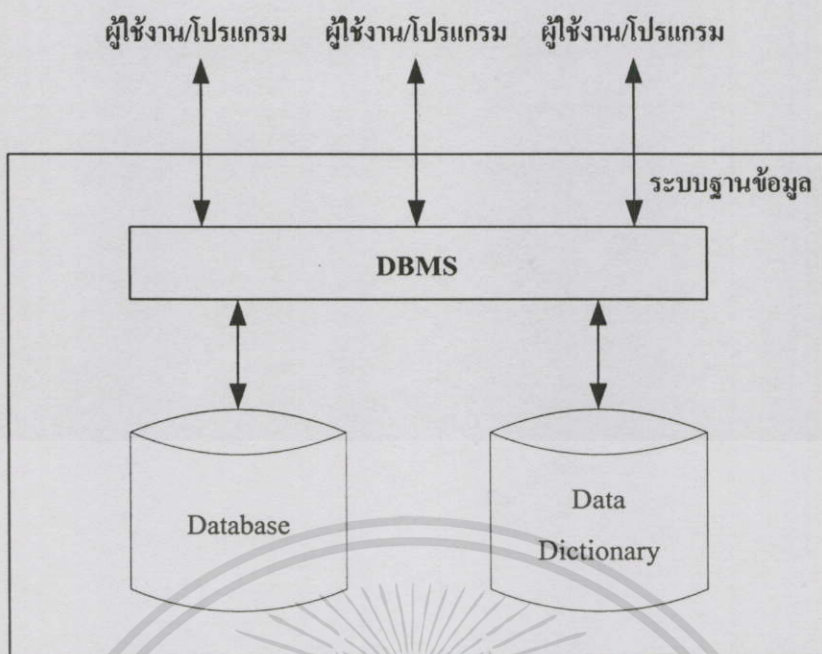 ผู้ใช้งาน/โปรแกรม ผู้ใช้งาน/โปรแกรม ผู้ใช้งาน/โปรแกรม
ระบบฐานข้อมูล
DBMS
Database
Data
Dictionary